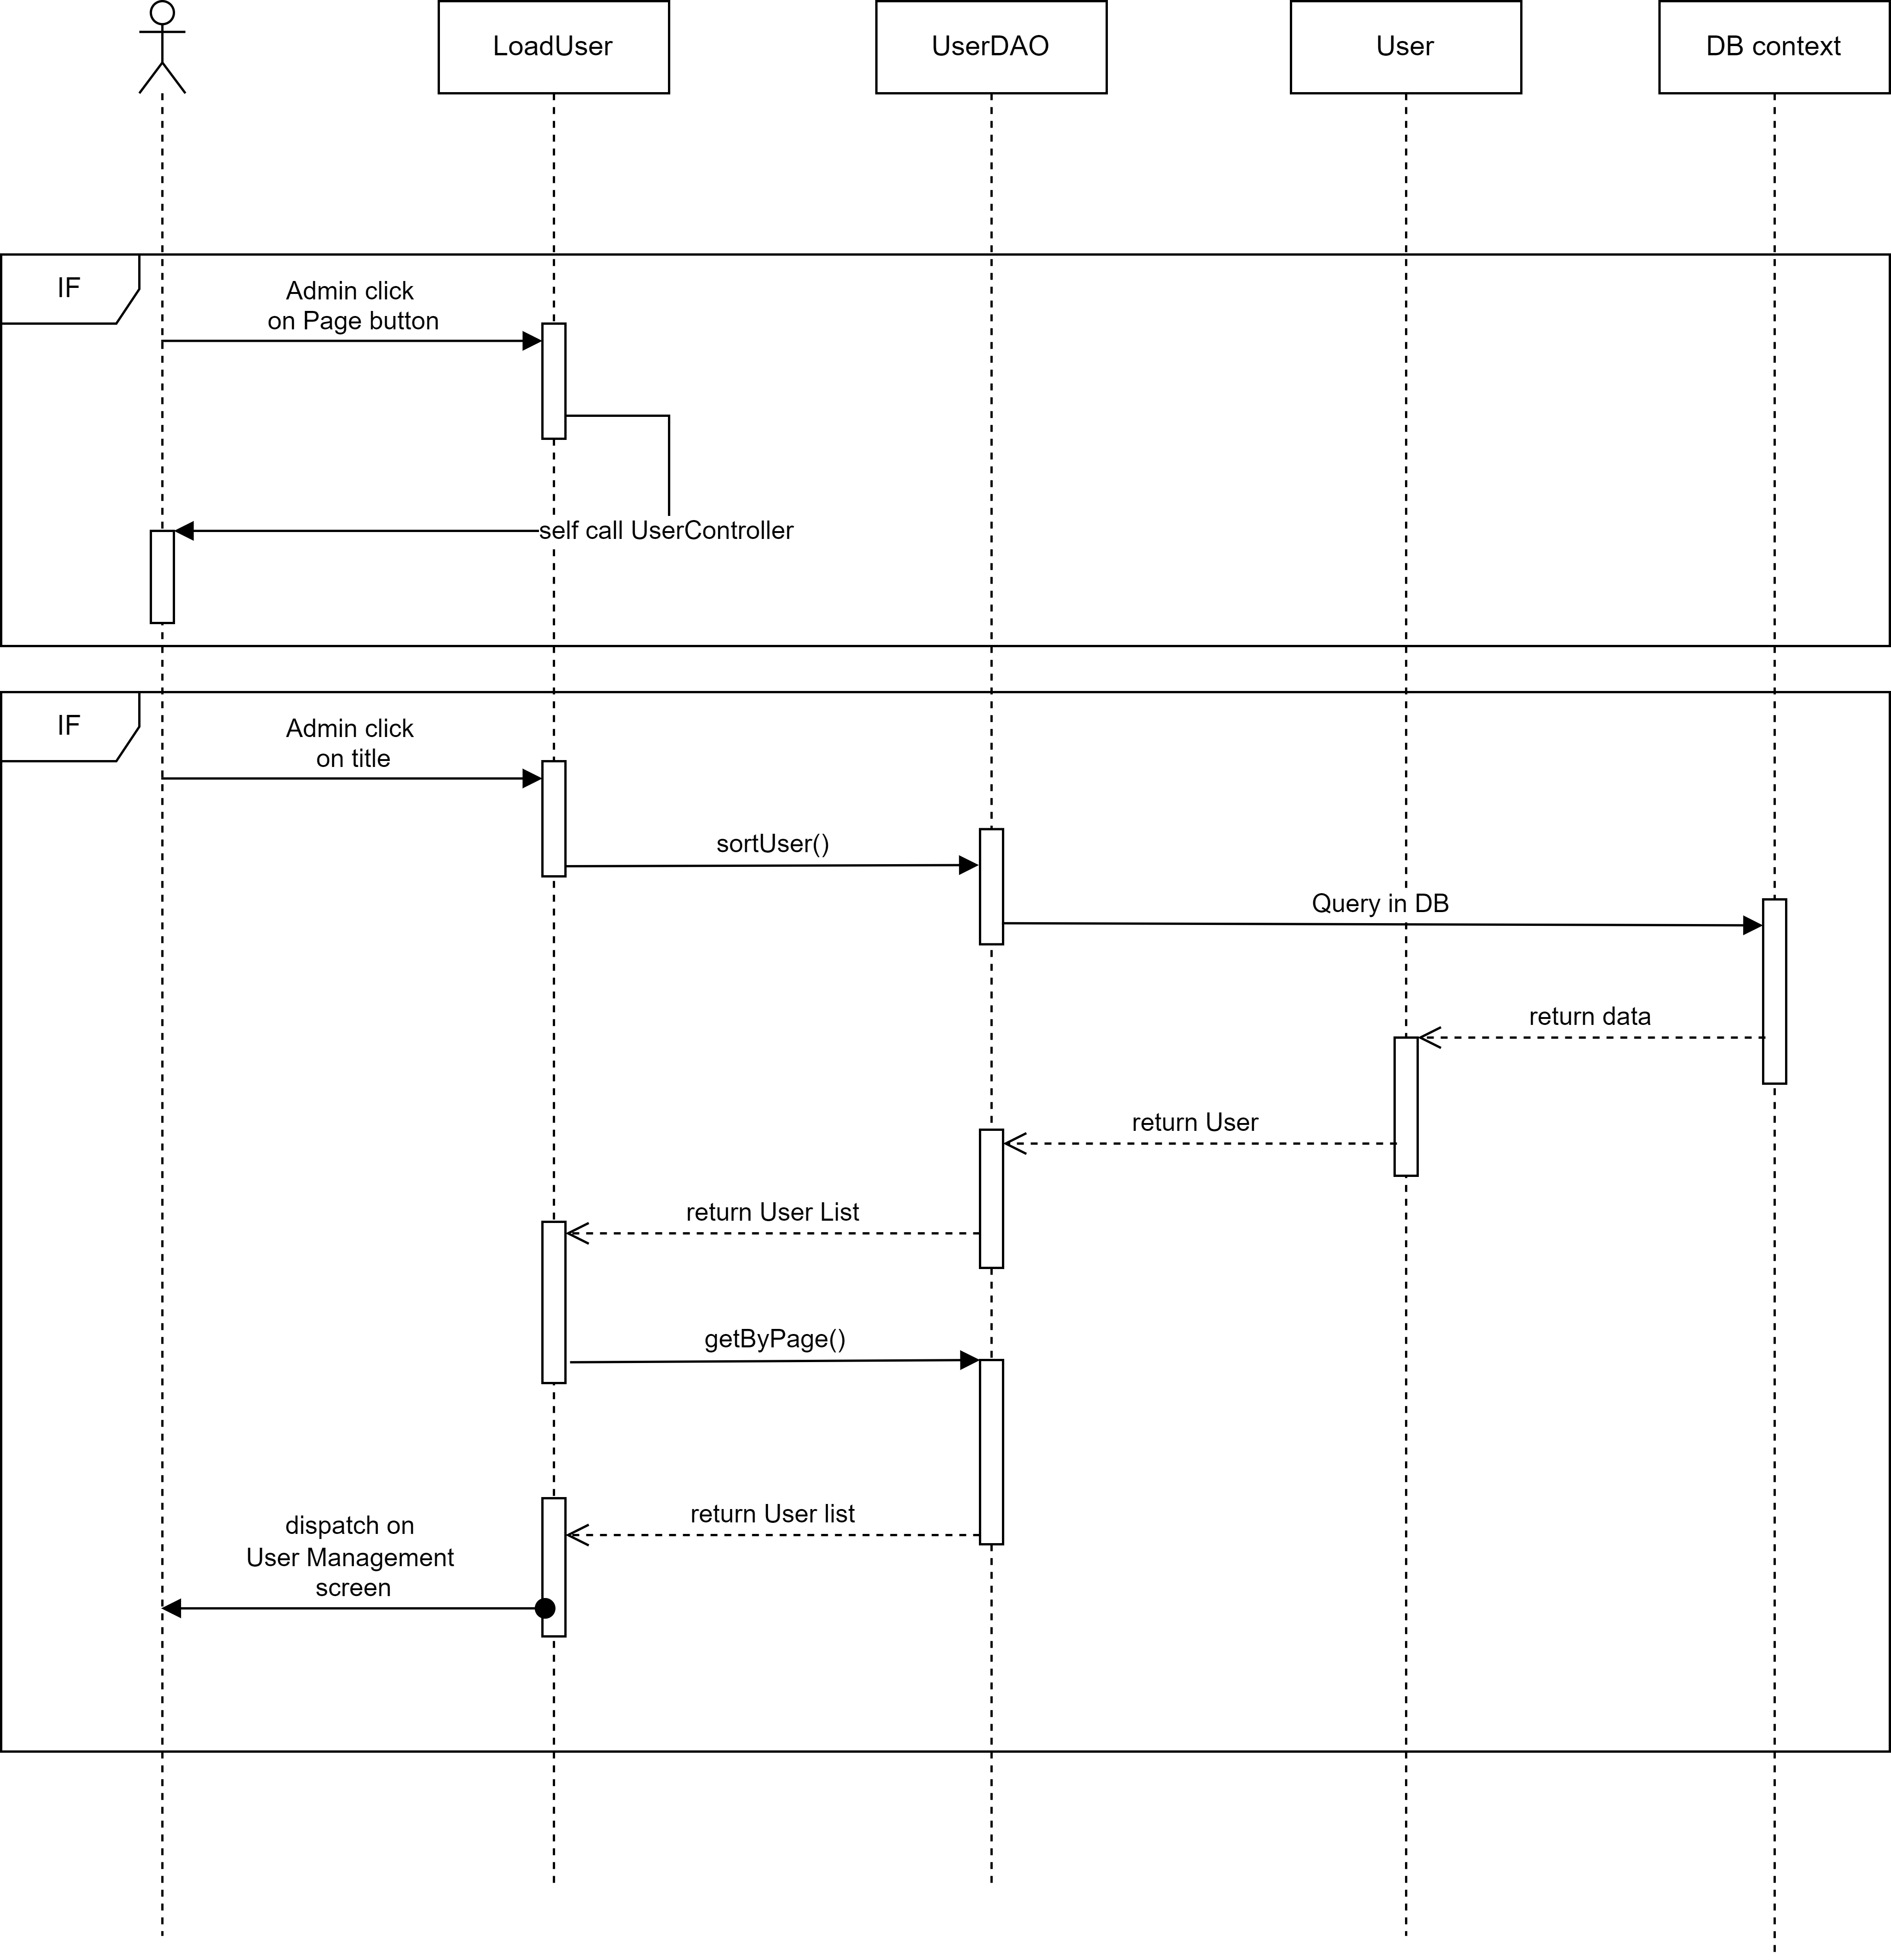 LoadUser
UserDAO
User
DB context
IF
Admin click
on Page button
self call UserController
IF
Admin click
on title
sortUser()
Query in DB
return data
return User
return User List
getByPage()
return User list
dispatch on
User Management
screen